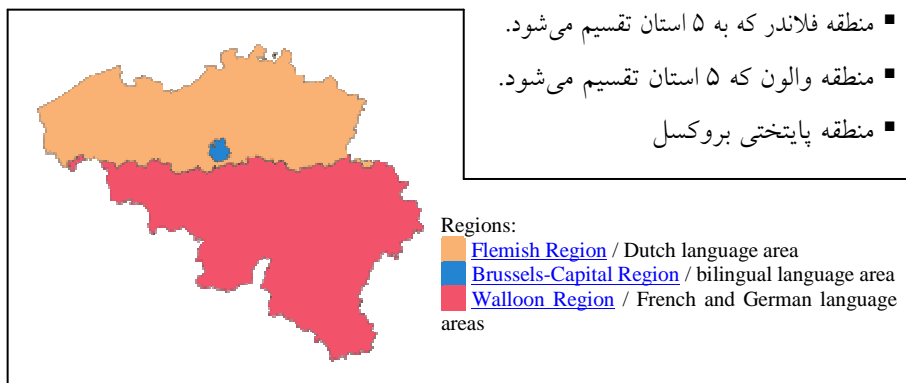 ▪ منطقه فلاندر که به ۵ استان تقسیم می‌شود.
▪ منطقه والون که ۵ استان تقسیم می‌شود.
▪ منطقه پایتختی بروکسل
Regions:
Flemish Region / Dutch language area
Brussels-Capital Region / bilingual language area
Walloon Region / French and German language
areas